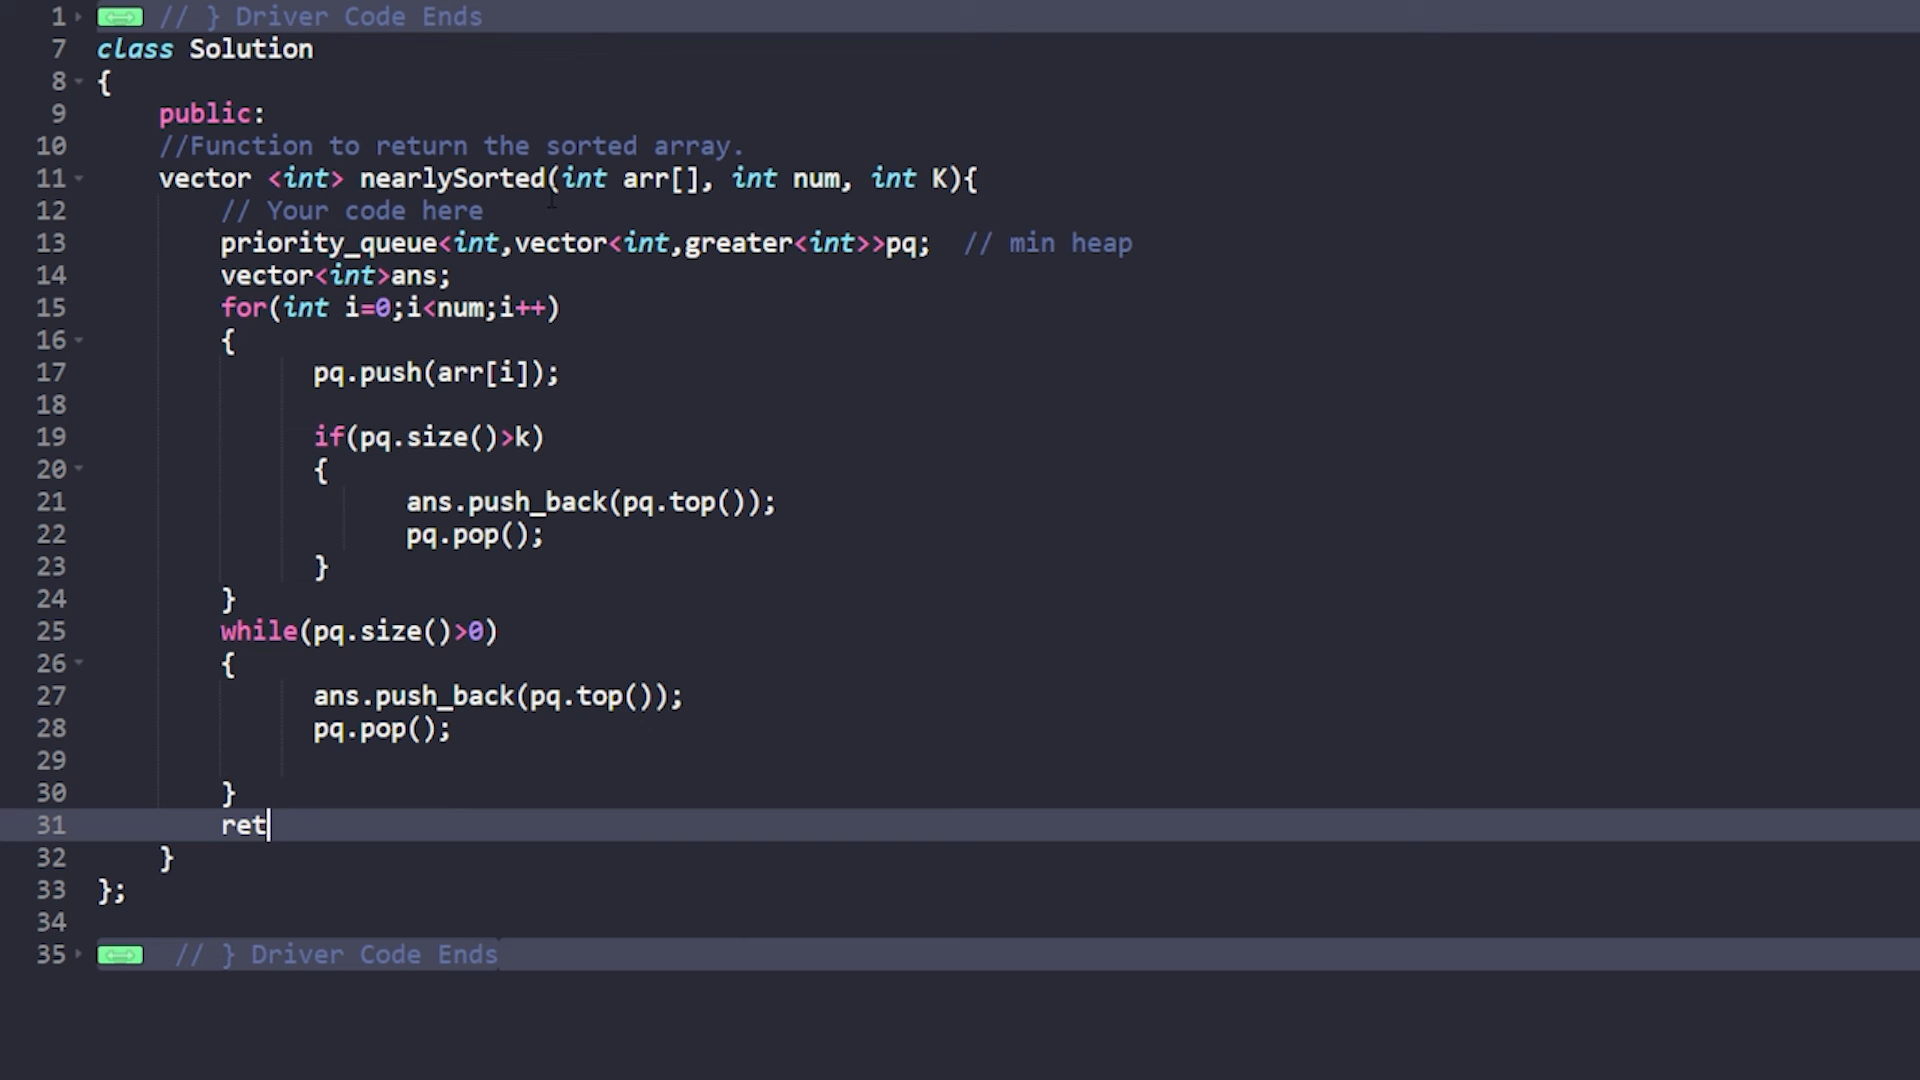 1 // } Driver Code Ends
7 class Solution
8 {
9 public:
10 //Function to return the sorted array.
11 vector <int> nearlySorted(int arr[], int num, int K){
12 // Your code here
13 priority_queue<int,vector<int,greater<int>>pq; // min heap
14 vector<int>ans;
15 for(int i=0;i<num;i++)
16 {
17 pq.push(arr[i]);
18
19 if(pq.size()>k)
20 {
21 ans.push_back(pq.top());
22 pq.pop();
23 }
24 }
25 while(pq.size()>0)
26 {
27 ans.push_back(pq.top());
28 pq.pop();
29
30 }
31 ret
32 }
33 };
34
35 // } Driver Code Ends